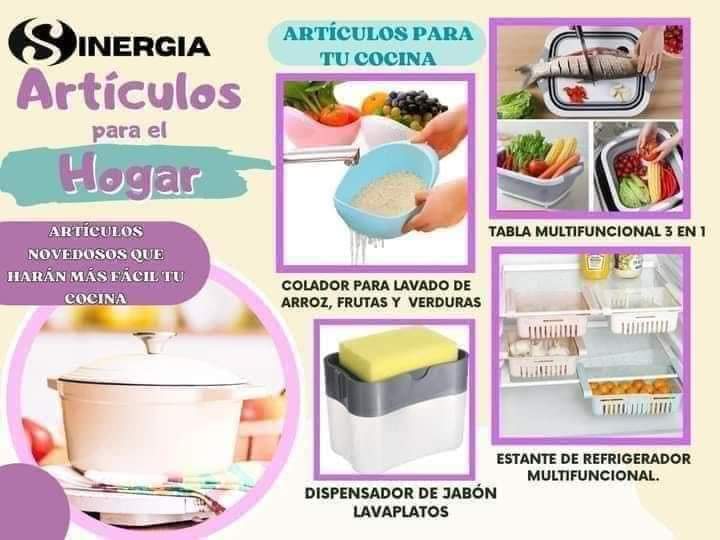 SINERGIA
Artículos
para el
Hogar
ARTÍCULOS
NOVEDOSOS QUE
HARÁN MÁS FÁCIL TU
COCINA
ARTÍCULOS PARA
TU COCINA
COLADOR PARA LAVADO DE
ARROZ, FRUTAS Y VERDURAS
DISPENSADOR DE JABÓN
LAVAPLATOS
TABLA MULTIFUNCIONAL 3 EN 1
ESTANTE DE REFRIGERADOR
MULTIFUNCIONAL.